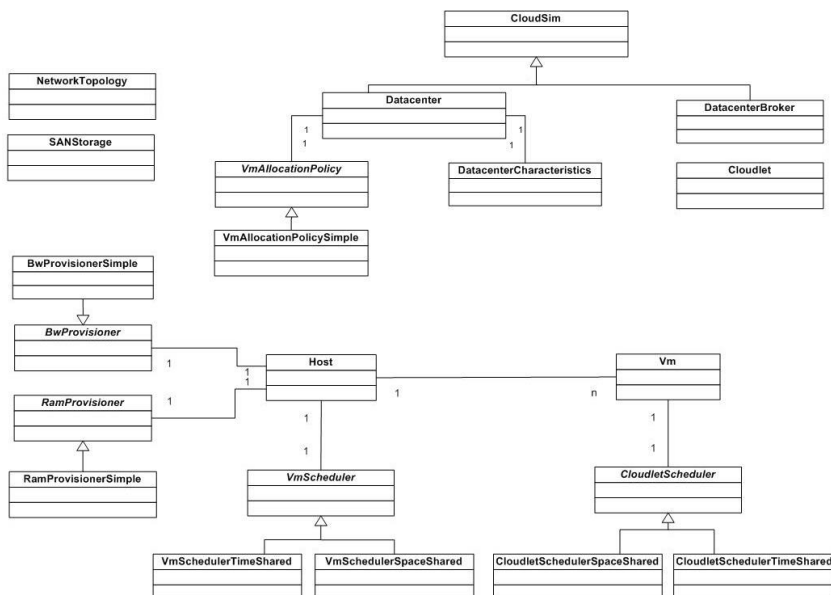 CloudSim
NetworkTopology
Datacenter
DatacenterBroker
SANStorage
1
1
1
1
VmAllocationPolicy
DatacenterCharacteristics
Cloudlet
VmAllocationPolicySimple
BwProvisionerSimple
BwProvisioner
1
1
Host
Vm
1
RamProvisioner
1
1
n
1
1
1
1
RamProvisionerSimple
VmScheduler
CloudletScheduler
VmSchedulerTimeShared
VmSchedulerSpaceShared
CloudletSchedulerSpaceShared
CloudletSchedulerTimeShared